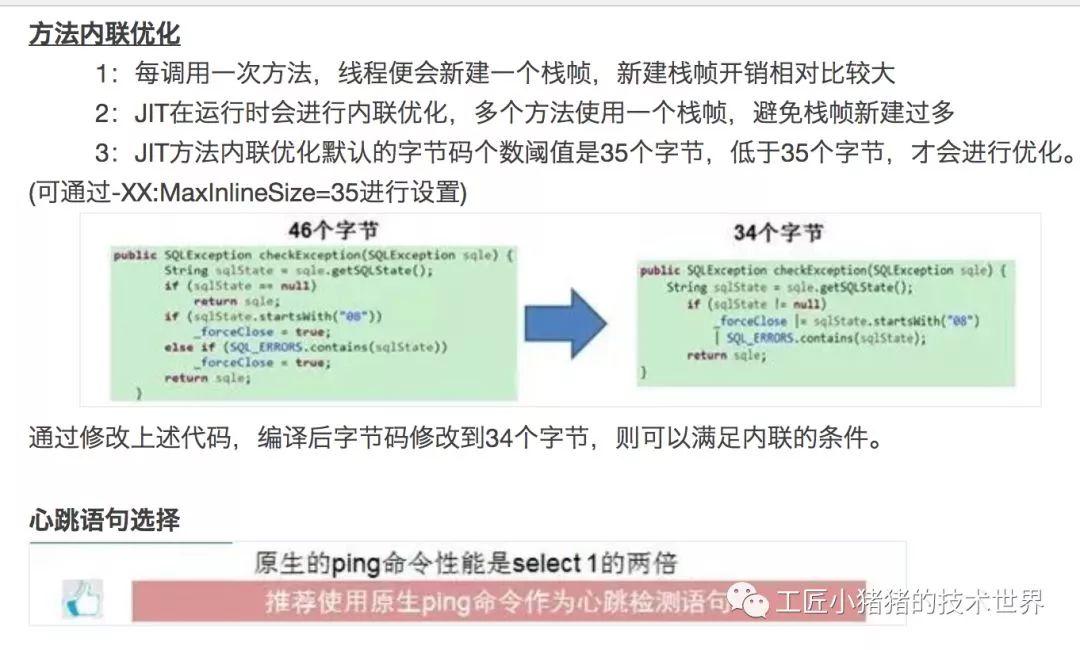 方法内联优化
1：每调用一次方法，线程便会新建一个栈帧，新建栈帧开销相对比较大
2：JIT在运行时会进行内联优化，多个方法使用一个栈帧，避免栈帧新建过多
3：JIT方法内联优化默认的字节码个数阈值是35个字节，低于35个字节，才会进行优化。
(可通过-XX:MaxInlineSize=35进行设置)
46个字节
public SQLException checkException(SQLException sqle) {
String sqlState = sqle.getSQLState();
if (sqlState == null)
return sqle;
if (sqlState.startsWith("08"))
_forceClose = true;
else if (SQL_ERRORS.contains(sqlState))
_forceClose = true;
return sqle;
}
34个字节
public SQLException checkException(SQLException sqle) {
String sqlState = sqle.getSQLState();
if (sqlState != null)
_forceClose |= sqlState.startsWith("08")
| SQL_ERRORS.contains(sqlState);
return sqle;
}
通过修改上述代码，编译后字节码修改到34个字节，则可以满足内联的条件。
心跳语句选择
原生的ping命令性能是select 1的两倍
推荐使用原生ping命令作为心跳检测语句
工匠小猪猪的技术世界